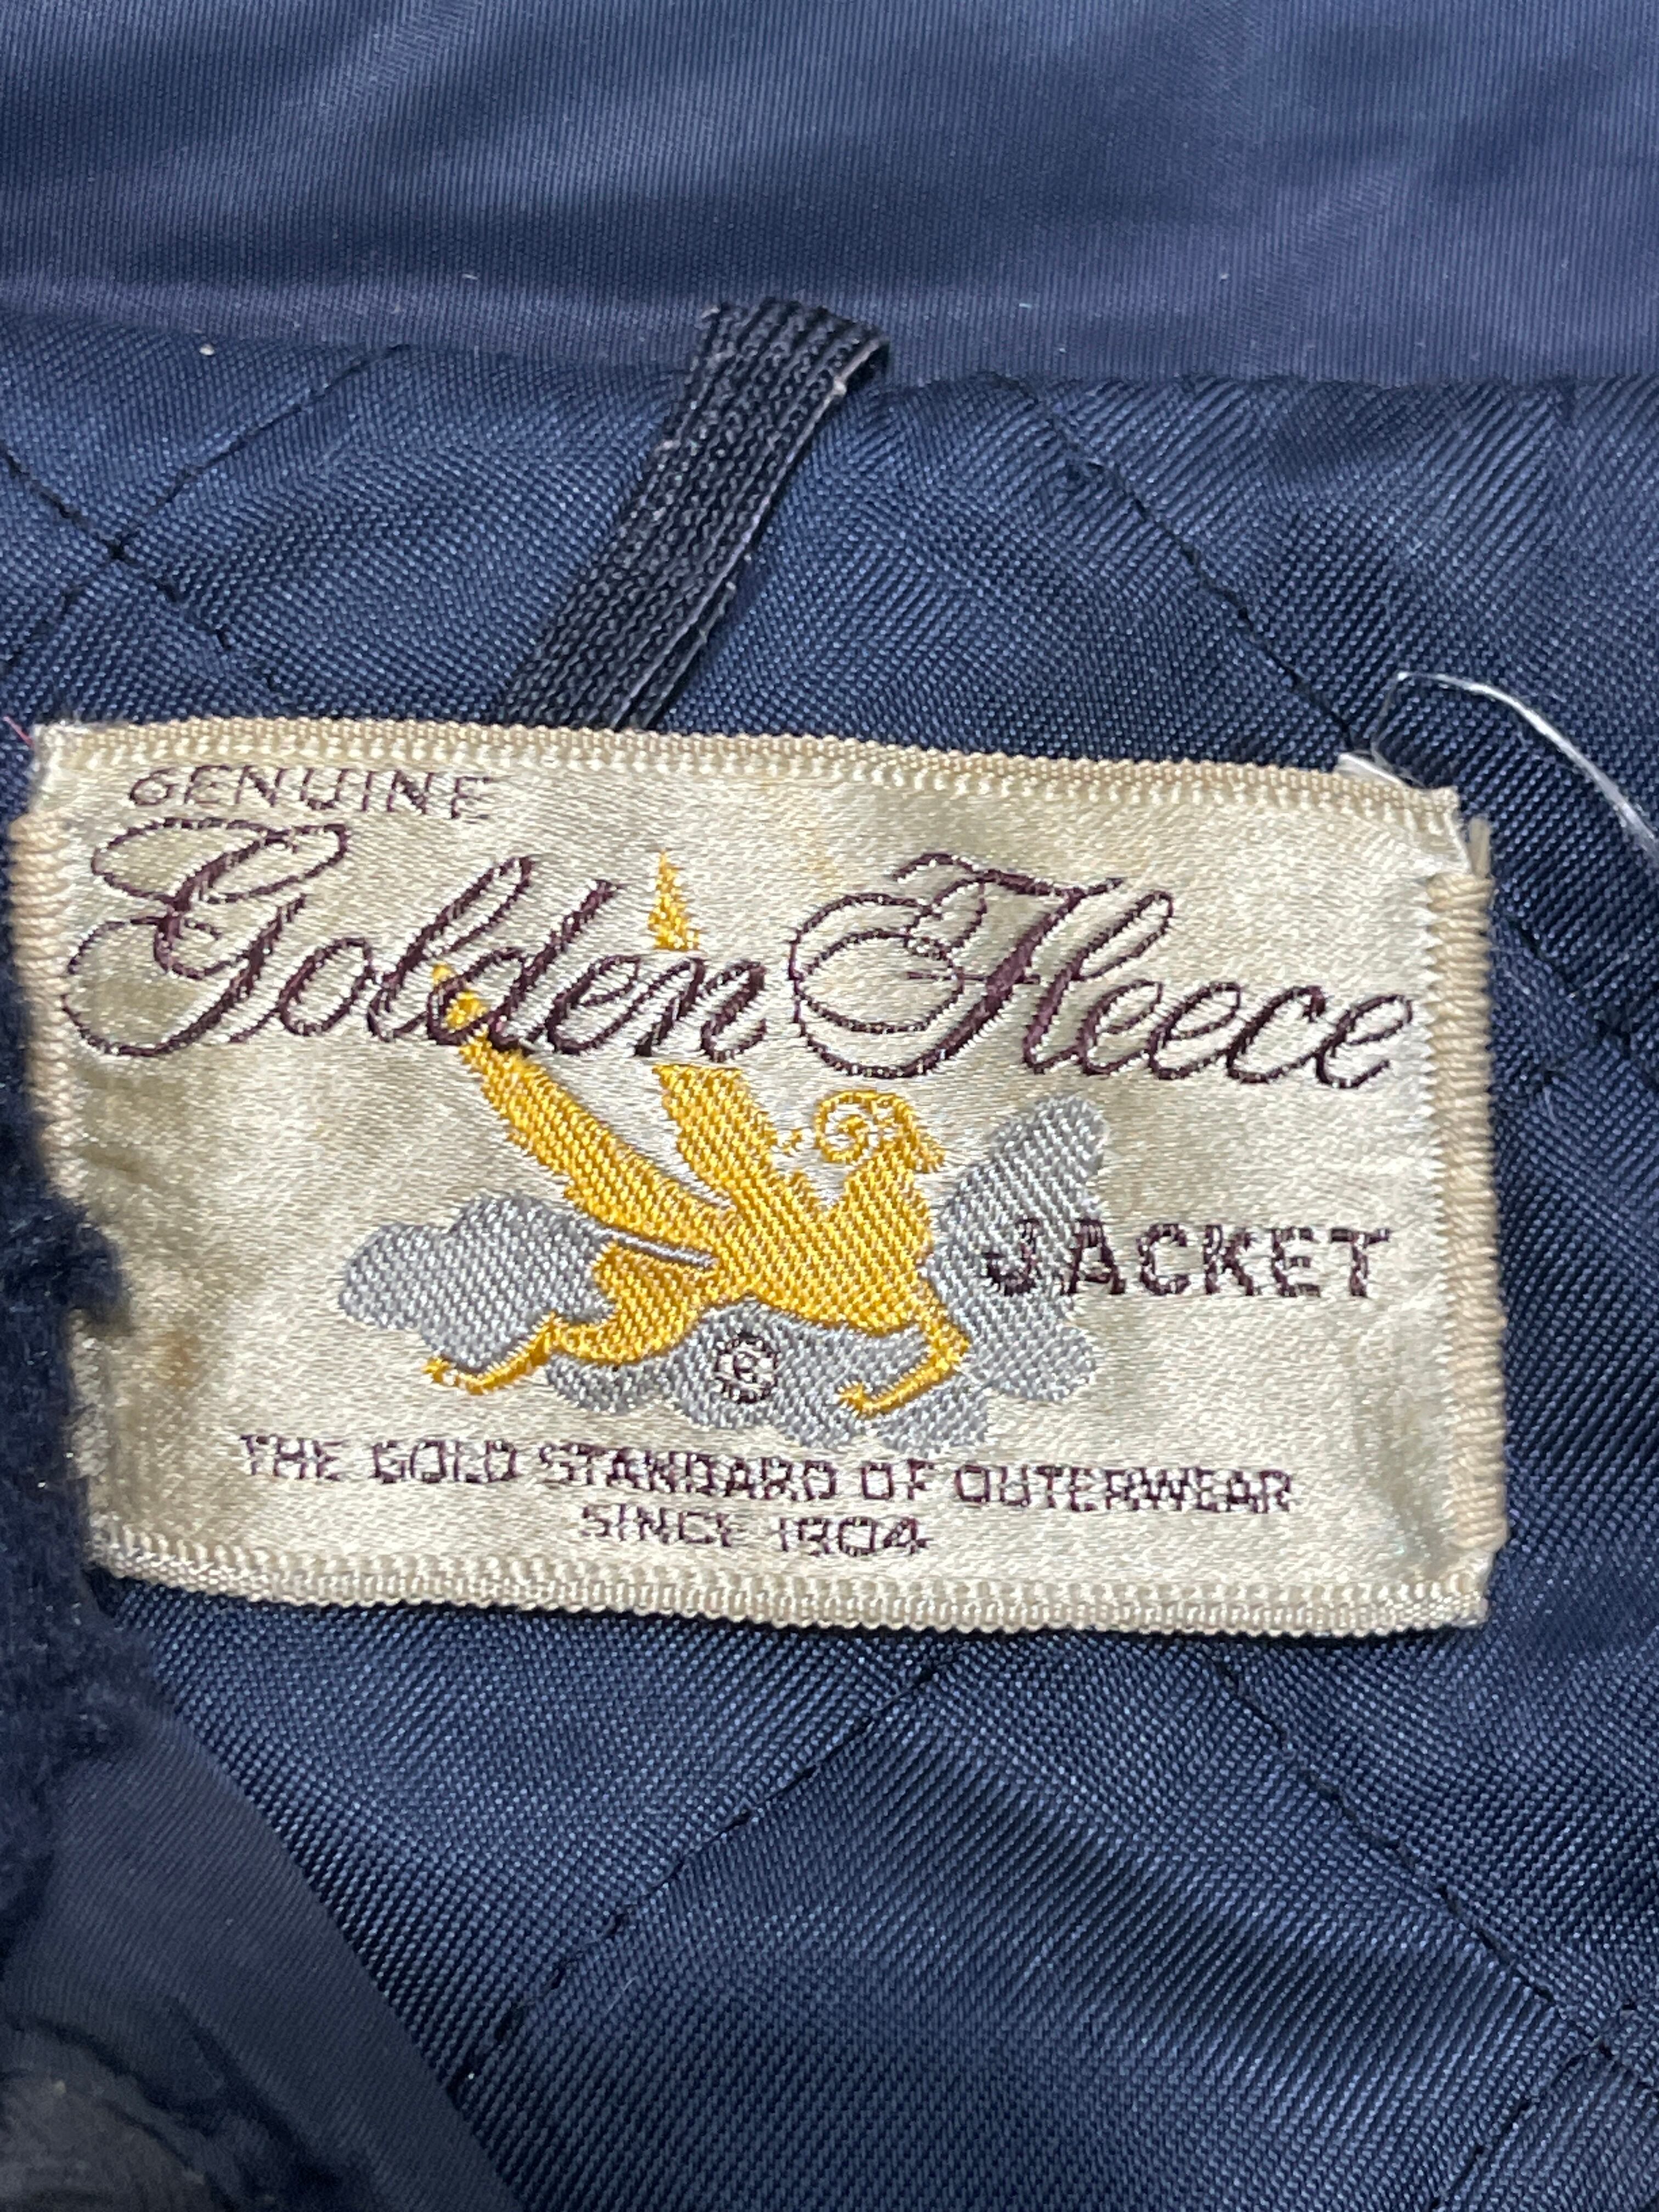 GENUINE
Golden Fleece
JACKET
THE GOLD STANDARD OF OUTERWEAR
SINCE 1904